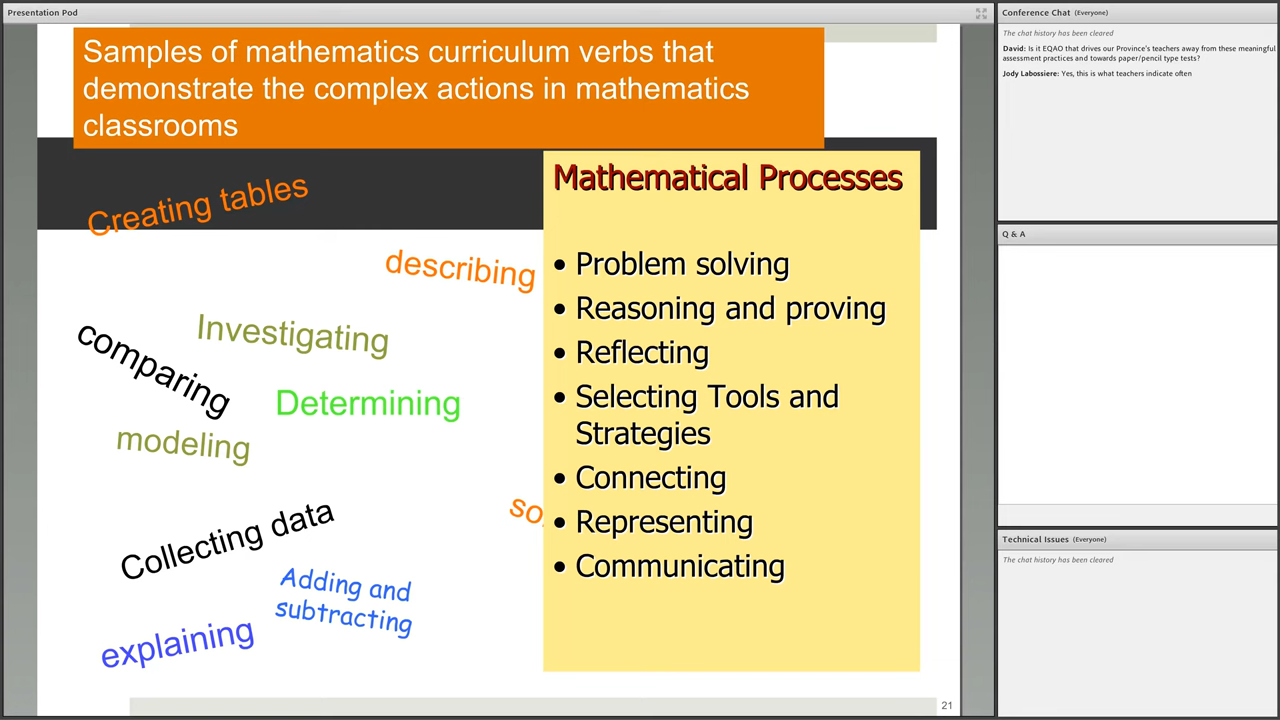 Presentation Pod
Samples of mathematics curriculum verbs that
demonstrate the complex actions in mathematics
classrooms
Creating tables
describing
Investigating
comparing
Determining
modeling
Collecting data
Adding and
subtracting
explaining
Mathematical Processes
• Problem solving
• Reasoning and proving
• Reflecting
• Selecting Tools and
Strategies
• Connecting
• Representing
• Communicating
21
Conference Chat (Everyone)
The chat history has been cleared
David: Is it EQAO that drives our Province's teachers away from these meaningful
assessment practices and towards paper/pencil type tests?
Jody Labossiere: Yes, this is what teachers indicate often
Q & A
Technical Issues (Everyone)
The chat history has been cleared